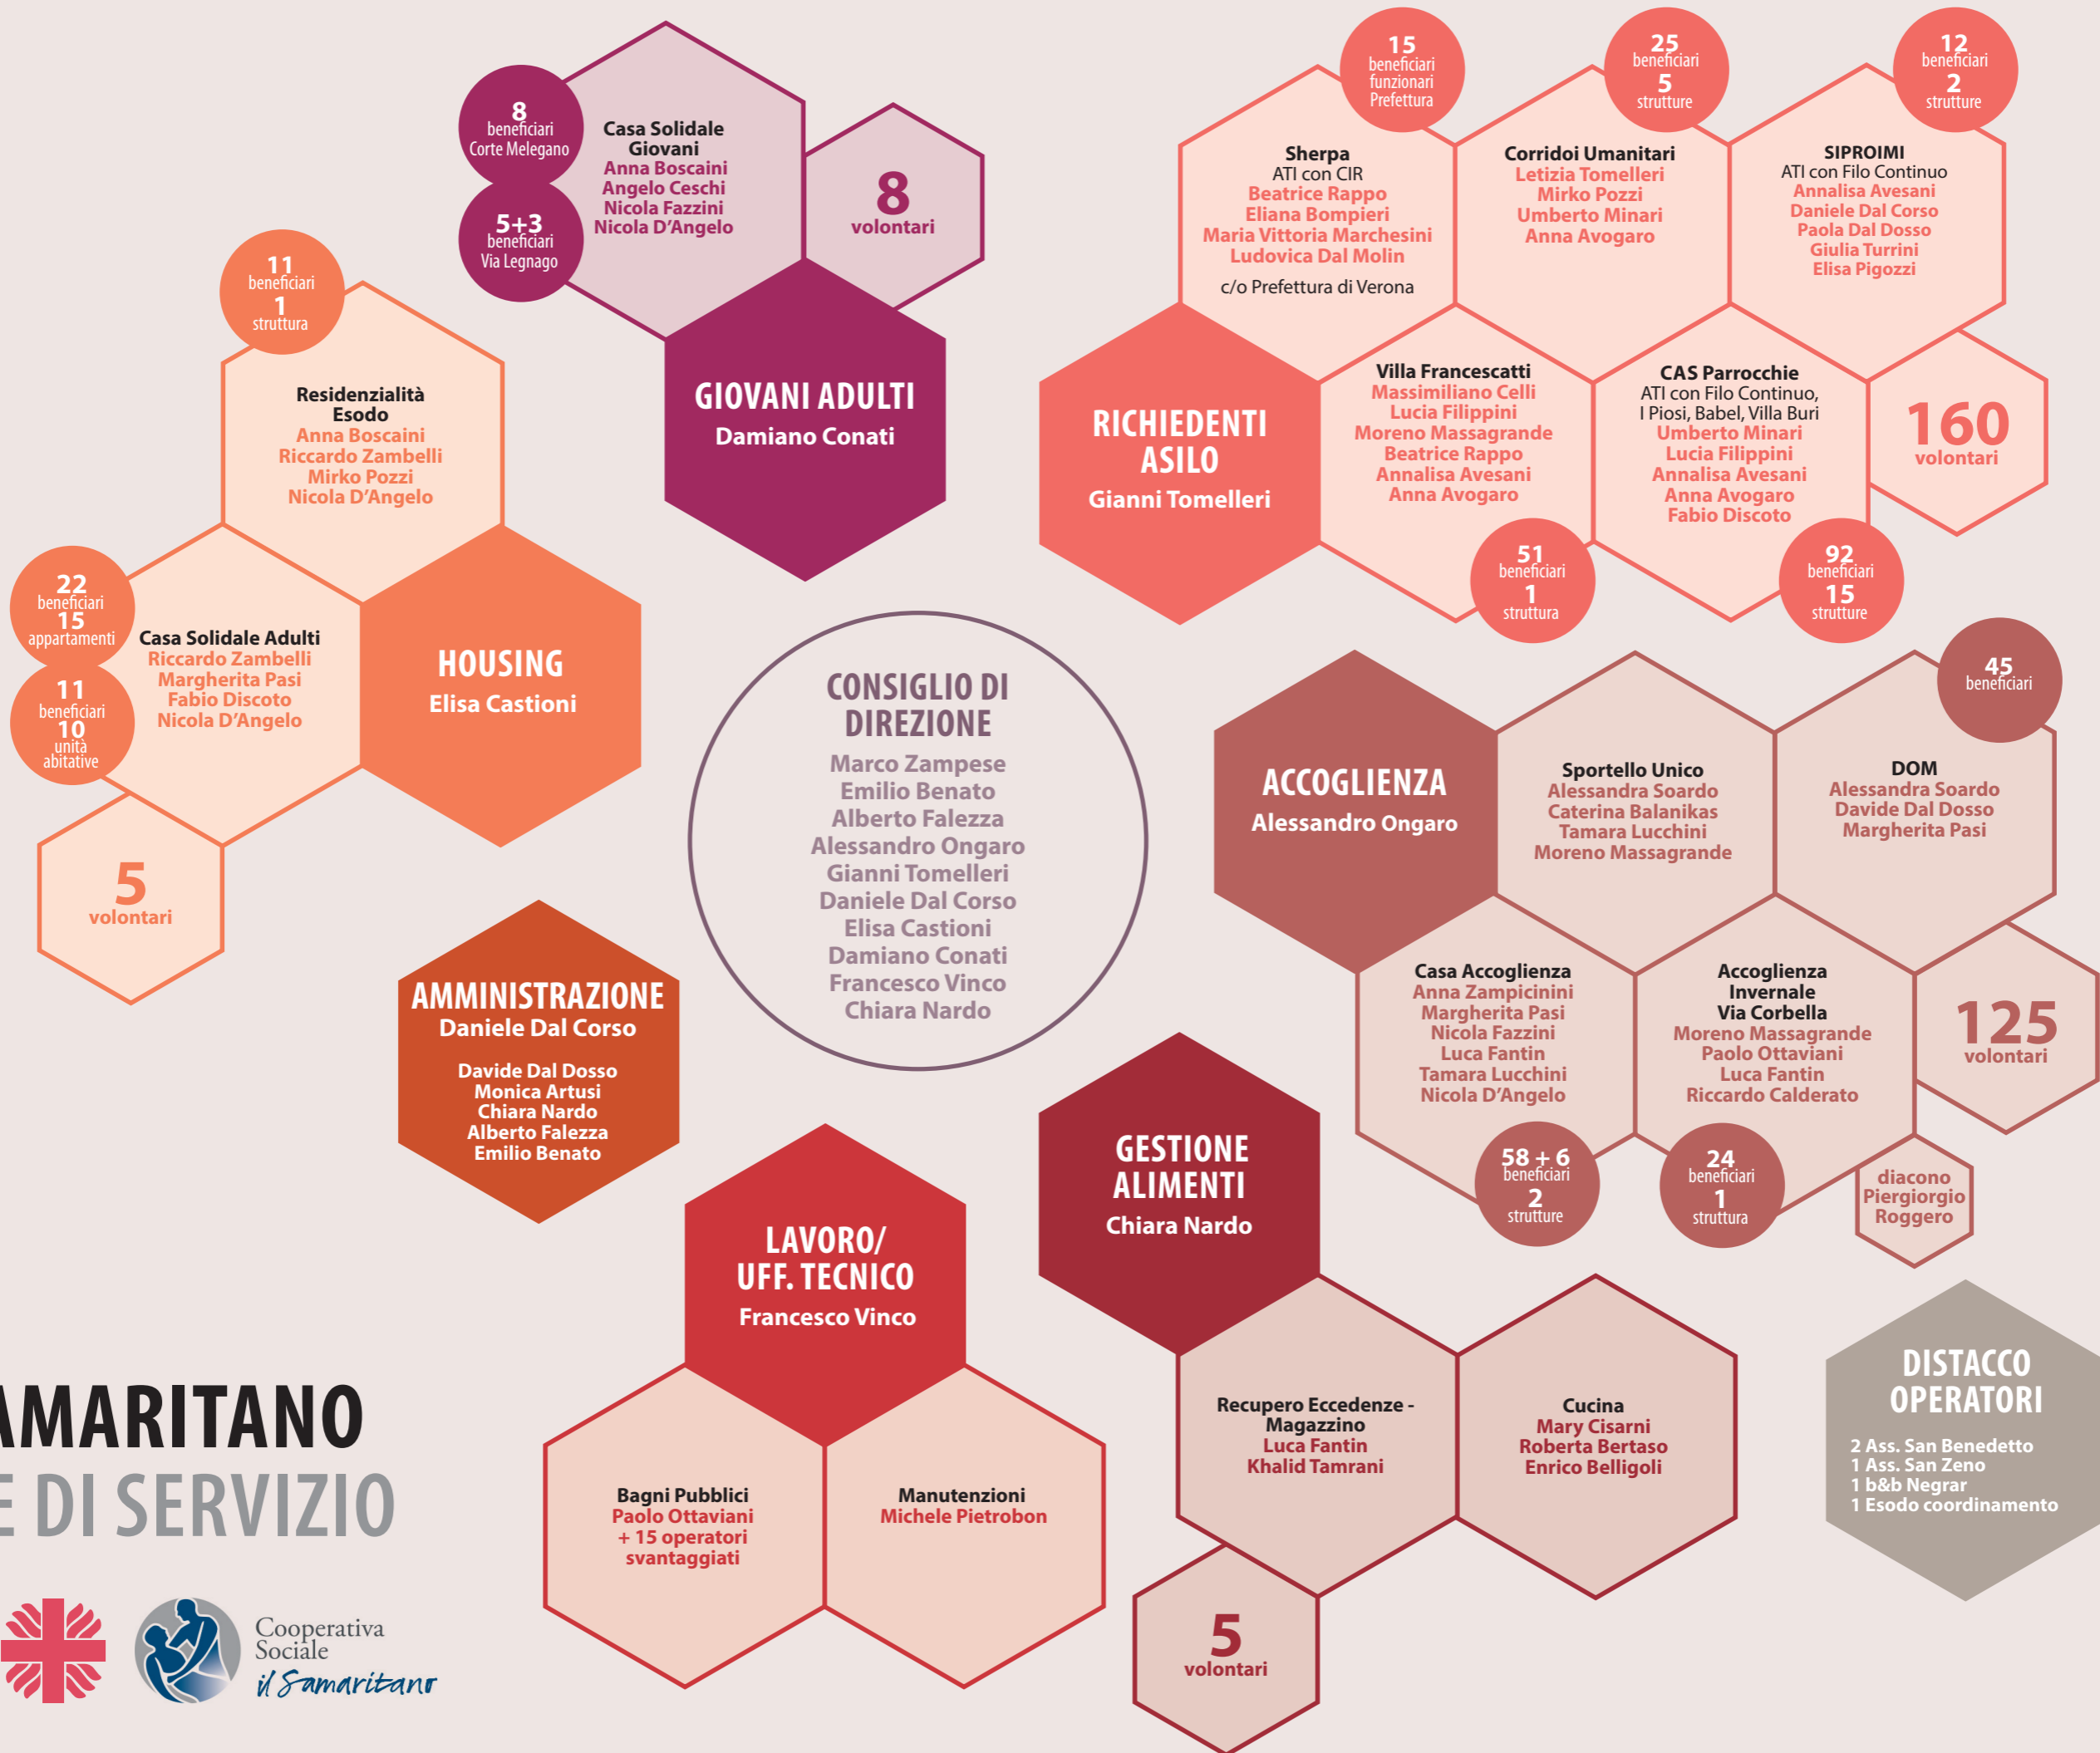 8
beneficiari
Corte Melegano
5+3
beneficiari
Via Legnago
Casa Solidale
Giovani
Anna Boscaini
Angelo Ceschi
Nicola Fazzini
Nicola D’Angelo
8
volontari
GIOVANI ADULTI
Damiano Conati
15
beneficiari
funzionari
Prefettura
Sherpa
ATI con CIR
Beatrice Rappo
Eliana Bompieri
Maria Vittoria Marchesini
Ludovica Dal Molin
c/o Prefettura di Verona
25
beneficiari
5
strutture
Corridoi Umanitari
Letizia Tomelleri
Mirko Pozzi
Umberto Minari
Anna Avogaro
12
beneficiari
2
strutture
SIPROIMI
ATI con Filo Continuo
Annalisa Avesani
Daniele Dal Corso
Paola Dal Dosso
Giulia Turrini
Elisa Pigozzi
RICHIEDENTI
ASILO
Gianni Tomelleri
Villa Francescatti
Massimiliano Celli
Lucia Filippini
Moreno Massagrande
Beatrice Rappo
Annalisa Avesani
Anna Avogaro
51
beneficiari
1
struttura
CAS Parrocchie
ATI con Filo Continuo,
I Piosi, Babel, Villa Buri
Umberto Minari
Lucia Filippini
Annalisa Avesani
Anna Avogaro
Fabio Discoto
92
beneficiari
15
strutture
160
volontari
11
beneficiari
1
struttura
Residenzialità
Esodo
Anna Boscaini
Riccardo Zambelli
Mirko Pozzi
Nicola D’Angelo
22
beneficiari
15
appartamenti
11
beneficiari
10
unità
abitative
Casa Solidale Adulti
Riccardo Zambelli
Margherita Pasi
Fabio Discoto
Nicola D’Angelo
HOUSING
Elisa Castioni
5
volontari
CONSIGLIO DI
DIREZIONE
Marco Zampese
Emilio Benato
Alberto Falezza
Alessandro Ongaro
Gianni Tomelleri
Daniele Dal Corso
Elisa Castioni
Damiano Conati
Francesco Vinco
Chiara Nardo
ACCOGLIENZA
Alessandro Ongaro
Sportello Unico
Alessandra Soardo
Caterina Balanikas
Tamara Lucchini
Moreno Massagrande
45
beneficiari
DOM
Alessandra Soardo
Davide Dal Dosso
Margherita Pasi
Casa Accoglienza
Anna Zampicinini
Margherita Pasi
Nicola Fazzini
Luca Fantin
Tamara Lucchini
Nicola D’Angelo
58 + 6
beneficiari
2
strutture
Accoglienza
Invernale
Via Corbella
Moreno Massagrande
Paolo Ottaviani
Luca Fantin
Riccardo Calderato
24
beneficiari
1
struttura
125
volontari
diacono
Piergiorgio
Roggero
AMMINISTRAZIONE
Daniele Dal Corso
Davide Dal Dosso
Monica Artusi
Chiara Nardo
Alberto Falezza
Emilio Benato
LAVORO/
UFF. TECNICO
Francesco Vinco
Bagni Pubblici
Paolo Ottaviani
+ 15 operatori
svantaggiati
Manutenzioni
Michele Pietrobon
GESTIONE
ALIMENTI
Chiara Nardo
Recupero Eccedenze -
Magazzino
Luca Fantin
Khalid Tamrani
Cucina
Mary Cisarni
Roberta Bertaso
Enrico Belligoli
5
volontari
DISTACCO
OPERATORI
2 Ass. San Benedetto
1 Ass. San Zeno
1 b&b Negrar
1 Esodo coordinamento
AMARITANO
E DI SERVIZIO
Cooperativa
Sociale
il Samaritano